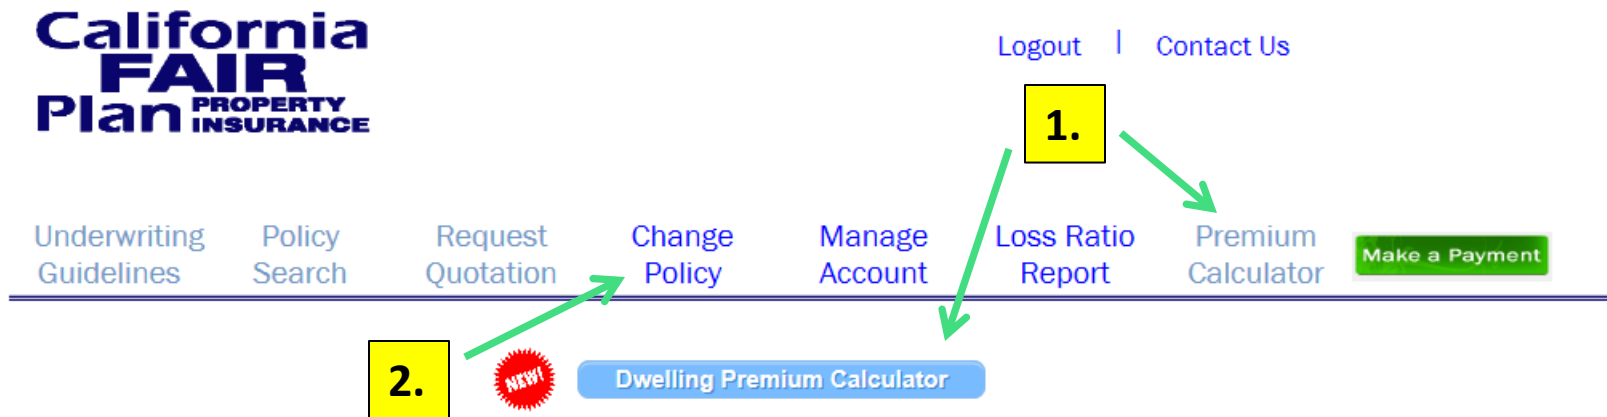 California
FAIR
Plan PROPERTY
INSURANCE
Logout | Contact Us
1.
Underwriting Guidelines
Policy Search
Request Quotation
Change Policy
Manage Account
Loss Ratio Report
Premium Calculator
Make a Payment
2.
NEW!
Dwelling Premium Calculator